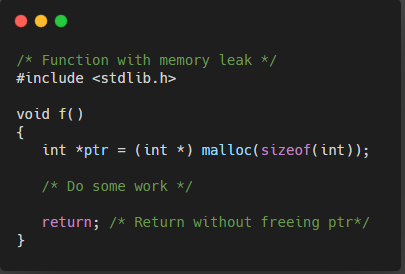 /* Function with memory leak */
#include <stdlib.h>
void f()
{
int *ptr = (int *) malloc(sizeof(int));
/* Do some work */
return; /* Return without freeing ptr*/
}